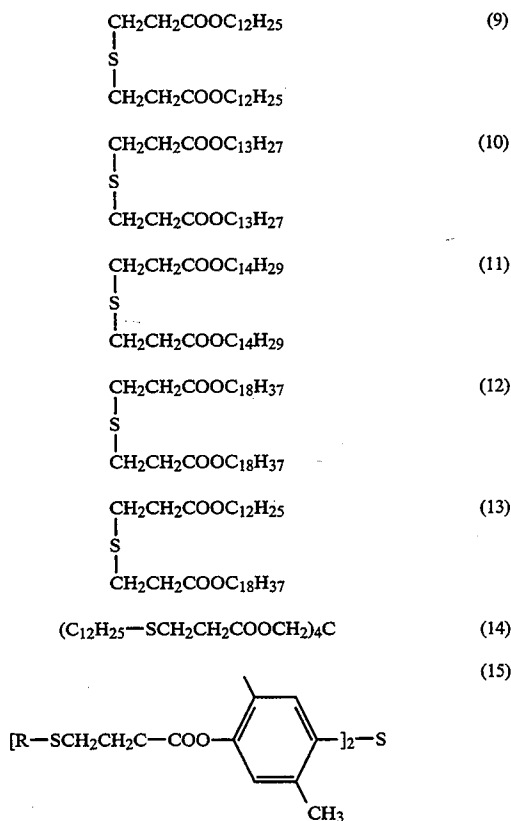 CH2CH2COOC12H25 (9)
S
CH2CH2COOC12H25
CH2CH2COOC13H27 (10)
S
CH2CH2COOC13H27
CH2CH2COOC14H29 (11)
S
CH2CH2COOC14H29
CH2CH2COOC18H37 (12)
S
CH2CH2COOC18H37
CH2CH2COOC12H25 (13)
S
CH2CH2COOC18H37
(C12H25—SCH2CH2COOCH2)4C (14)
(15)
[R—SCH2CH2C—COO ]2—S
CH3